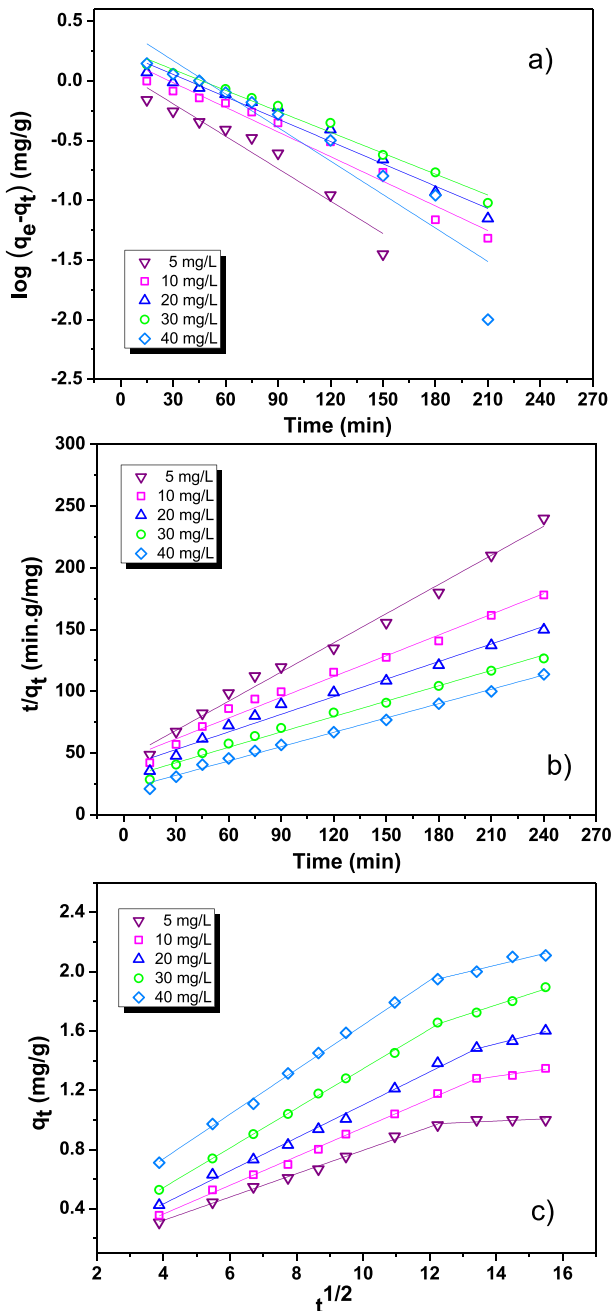 a)
0.5
0.0
-0.5
-1.0
-1.5
-2.0
-2.5
log (qe-qt) (mg/g)
5 mg/L
10 mg/L
20 mg/L
30 mg/L
40 mg/L
0 30 60 90 120 150 180 210 240 270
Time (min)
300
250
200
150
100
50
0
t/qt (min.g/mg)
5 mg/L
10 mg/L
20 mg/L
30 mg/L
40 mg/L
b)
0 30 60 90 120 150 180 210 240 270
Time (min)
2.4
2.0
1.6
1.2
0.8
0.4
qt (mg/g)
5 mg/L
10 mg/L
20 mg/L
30 mg/L
40 mg/L
c)
2 4 6 8 10 12 14 16
t1/2